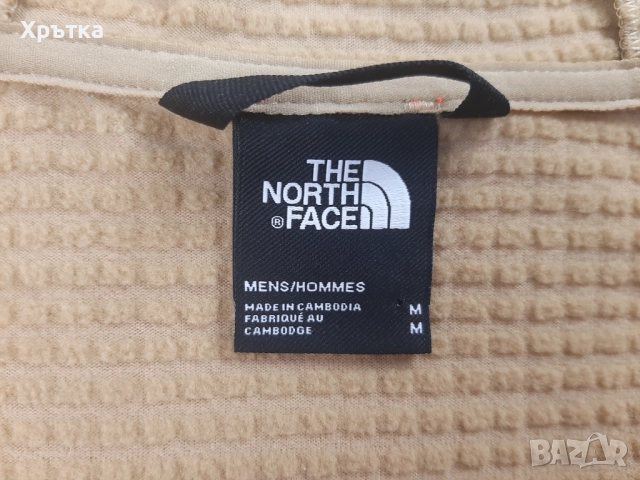 Хрътка
THE
NORTH
® FACE
MENS/HOMMES
MADE IN CAMBODIA M
FABRIQUÉ AU
CAMBODGE M
BAZAR